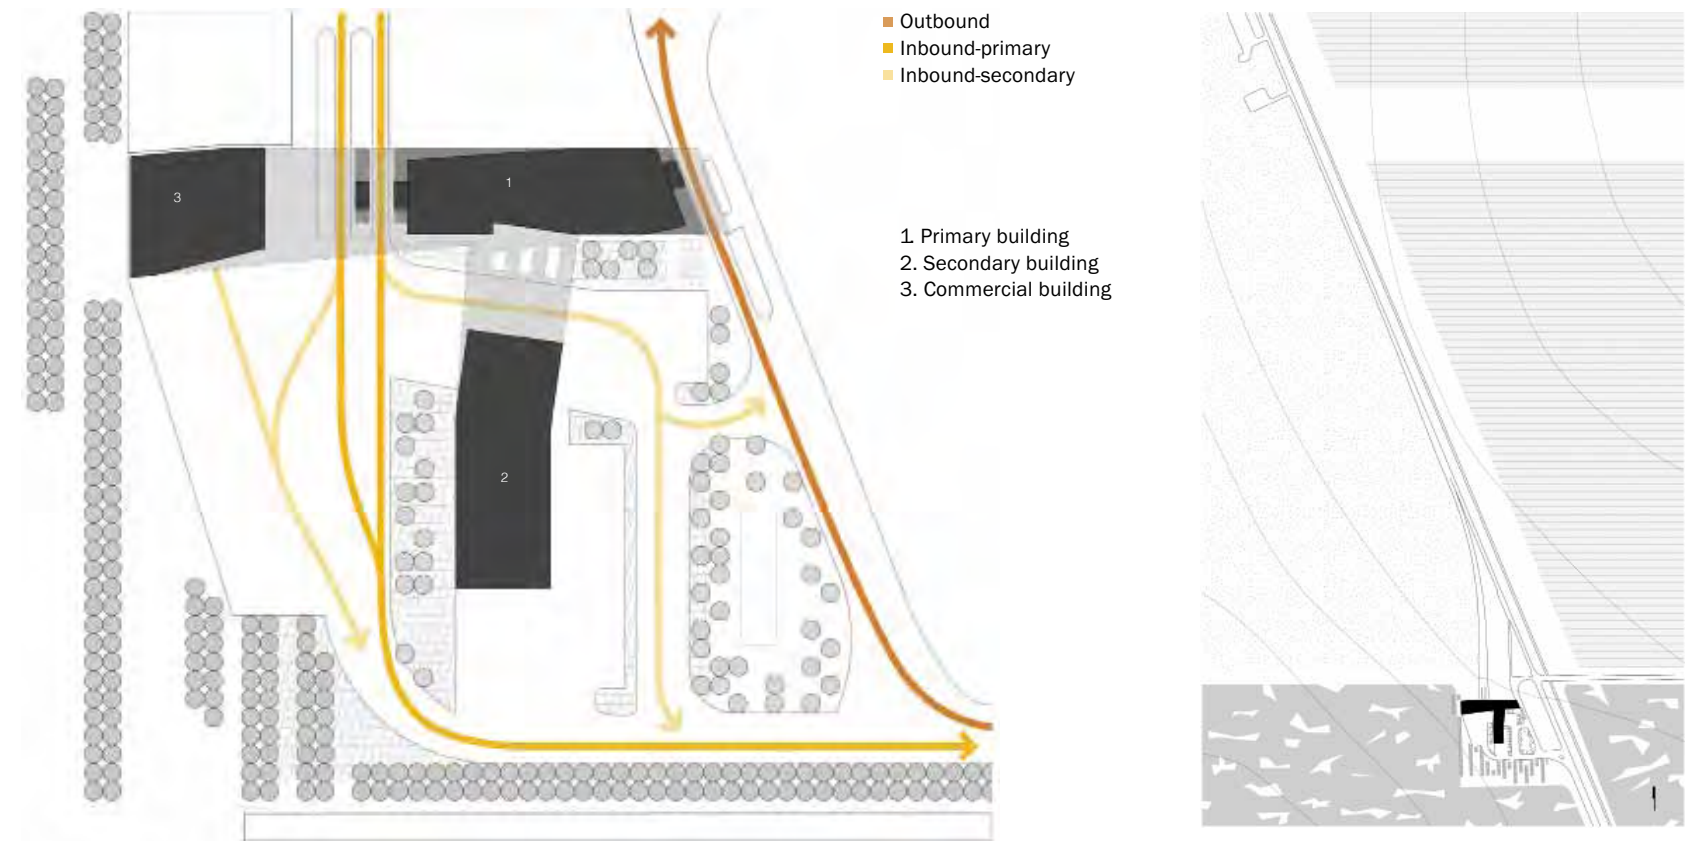 Outbound
Inbound-primary
Inbound-secondary
3
1
1. Primary building
2. Secondary building
3. Commercial building
2